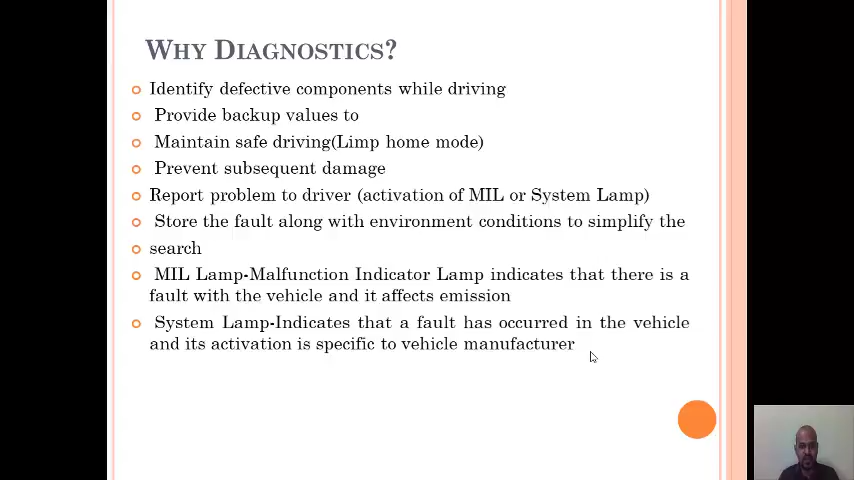 WHY DIAGNOSTICS?
Identify defective components while driving
Provide backup values to
Maintain safe driving(Limp home mode)
Prevent subsequent damage
Report problem to driver (activation of MIL or System Lamp)
Store the fault along with environment conditions to simplify the
search
MIL Lamp-Malfunction Indicator Lamp indicates that there is a
fault with the vehicle and it affects emission
System Lamp-Indicates that a fault has occurred in the vehicle
and its activation is specific to vehicle manufacturer